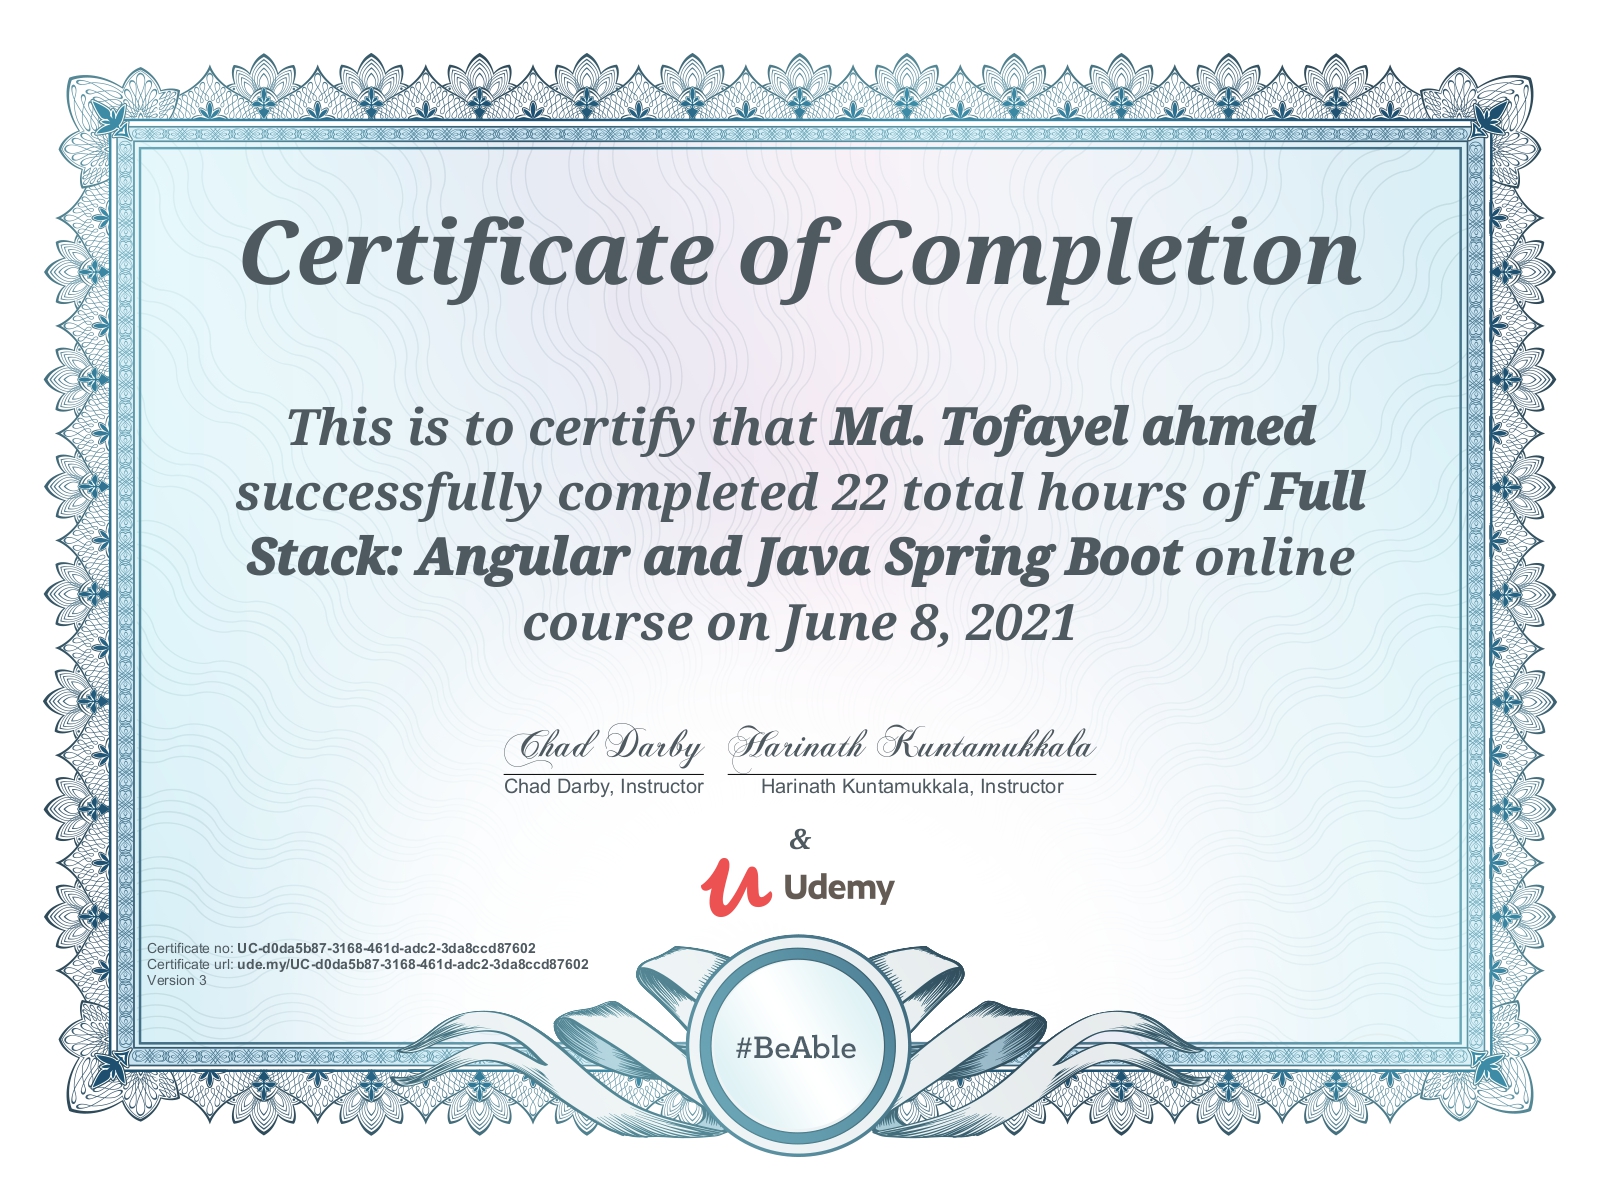 Certificate of Completion
This is to certify that Md. Tofayel ahmed
successfully completed 22 total hours of Full
Stack: Angular and Java Spring Boot online
course on June 8, 2021
Chad Darby Harinath Kuntamukkala
Chad Darby, Instructor Harinath Kuntamukkala, Instructor
&
Udemy
Certificate no: UC-d0da5b87-3168-461d-adc2-3da8ccd87602
Certificate url: ude.my/UC-d0da5b87-3168-461d-adc2-3da8ccd87602
Version 3
#BeAble